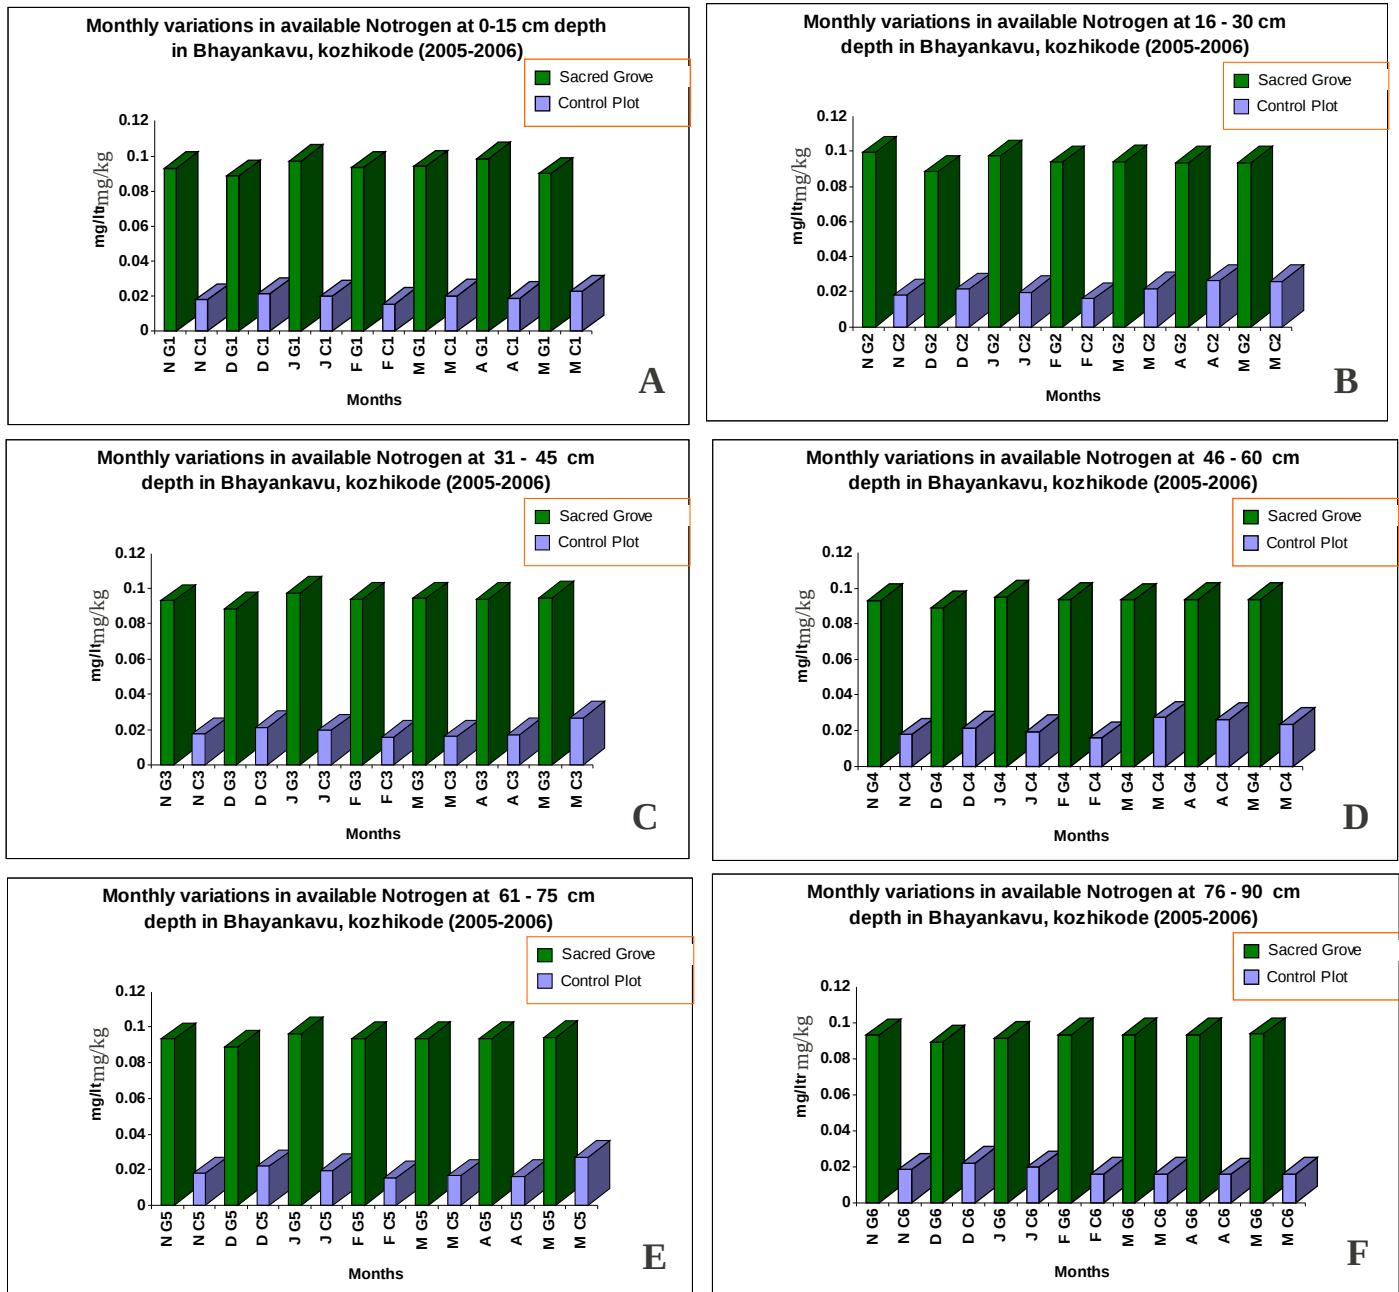 Monthly variations in available Notrogen at 0-15 cm depth
in Bhayankavu, kozhikode (2005-2006)
Sacred Grove
Control Plot
0.12
0.1
0.08
0.06
0.04
0.02
0
mg/ltr mg/kg
N G1
N C1
D G1
D C1
J G1
J C1
F G1
F C1
M G1
M C1
A G1
A C1
M G1
M C1
Months
A
Monthly variations in available Notrogen at 16 - 30 cm
depth in Bhayankavu, kozhikode (2005-2006)
Sacred Grove
Control Plot
0.12
0.1
0.08
0.06
0.04
0.02
0
mg/ltr mg/kg
N G2
N C2
D G2
D C2
J G2
J C2
F G2
F C2
M G2
M C2
A G2
A C2
M G2
M C2
Months
B
Monthly variations in available Notrogen at 31 - 45 cm
depth in Bhayankavu, kozhikode (2005-2006)
Sacred Grove
Control Plot
0.12
0.1
0.08
0.06
0.04
0.02
0
mg/ltr mg/kg
N G3
N C3
D G3
D C3
J G3
J C3
F G3
F C3
M G3
M C3
A G3
A C3
M G3
M C3
Months
C
Monthly variations in available Notrogen at 46 - 60 cm
depth in Bhayankavu, kozhikode (2005-2006)
Sacred Grove
Control Plot
0.12
0.1
0.08
0.06
0.04
0.02
0
mg/ltr mg/kg
N G4
N C4
D G4
D C4
J G4
J C4
F G4
F C4
M G4
M C4
A G4
A C4
M G4
M C4
Months
D
Monthly variations in available Notrogen at 61 - 75 cm
depth in Bhayankavu, kozhikode (2005-2006)
Sacred Grove
Control Plot
0.12
0.1
0.08
0.06
0.04
0.02
0
mg/ltr mg/kg
N G5
N C5
D G5
D C5
J G5
J C5
F G5
F C5
M G5
M C5
A G5
A C5
M G5
M C5
Months
E
Monthly variations in available Notrogen at 76 - 90 cm
depth in Bhayankavu, kozhikode (2005-2006)
Sacred Grove
Control Plot
0.12
0.1
0.08
0.06
0.04
0.02
0
mg/ltr mg/kg
N G6
N C6
D G6
D C6
J G6
J C6
F G6
F C6
M G6
M C6
A G6
A C6
M G6
M C6
Months
F